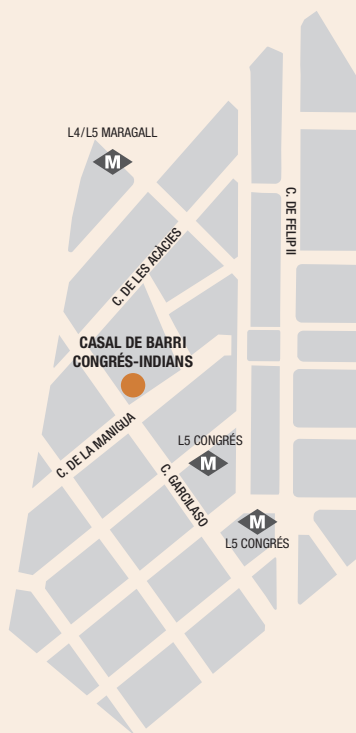 L4/L5 MARAGALL
M
C. DE FELIP II
C. DE LES ACÀCIES
CASAL DE BARRI
CONGRÉS-INDIANS
C. DE LA MANIGUA
L5 CONGRÉS
M
C. GARCILASO
M
L5 CONGRÉS